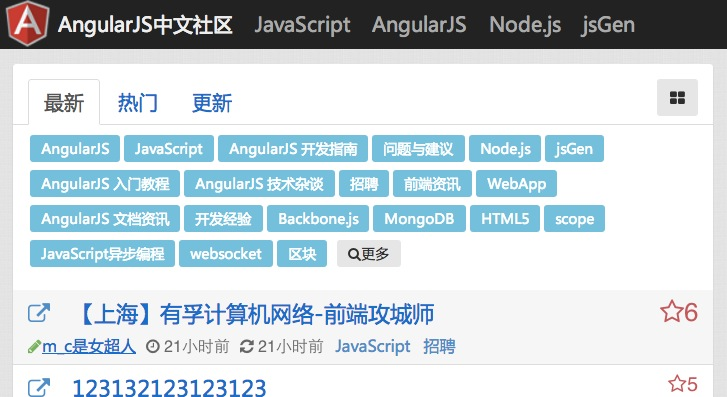 AngularJS中文社区 JavaScript AngularJS Node.js jsGen
最新 热门 更新
AngularJS JavaScript AngularJS 开发指南 问题与建议 Node.js jsGen
AngularJS 入门教程 AngularJS 技术杂谈 招聘 前端资讯 WebApp
AngularJS 文档资讯 开发经验 Backbone.js MongoDB HTML5 scope
JavaScript异步编程 websocket 区块 更多
【上海】有孚计算机网络-前端攻城师 6
m_c是女超人 21小时前 21小时前 JavaScript 招聘
123132123123123 5